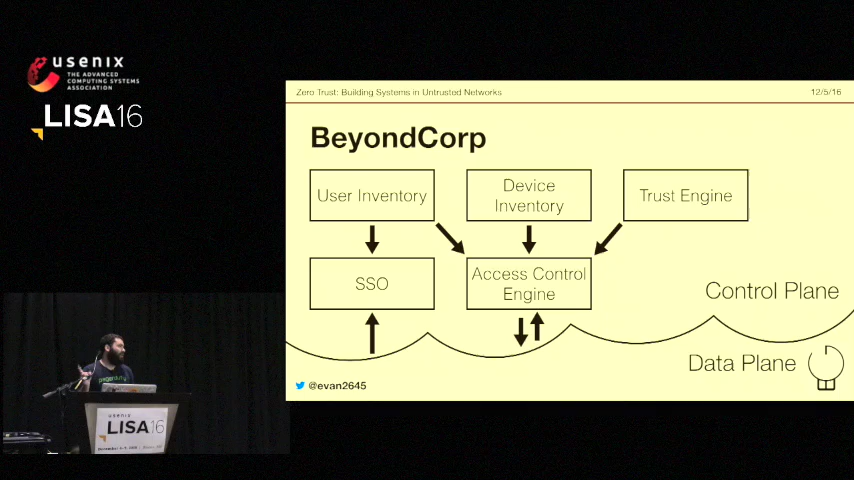 usenix
THE ADVANCED
COMPUTING SYSTEMS
ASSOCIATION
LISA16
Zero Trust: Building Systems in Untrusted Networks
12/5/16
BeyondCorp
User Inventory
Device
Inventory
Trust Engine
SSO
Access Control
Engine
Control Plane
Data Plane
@evan2645
pagerduty
usenix
LISA16